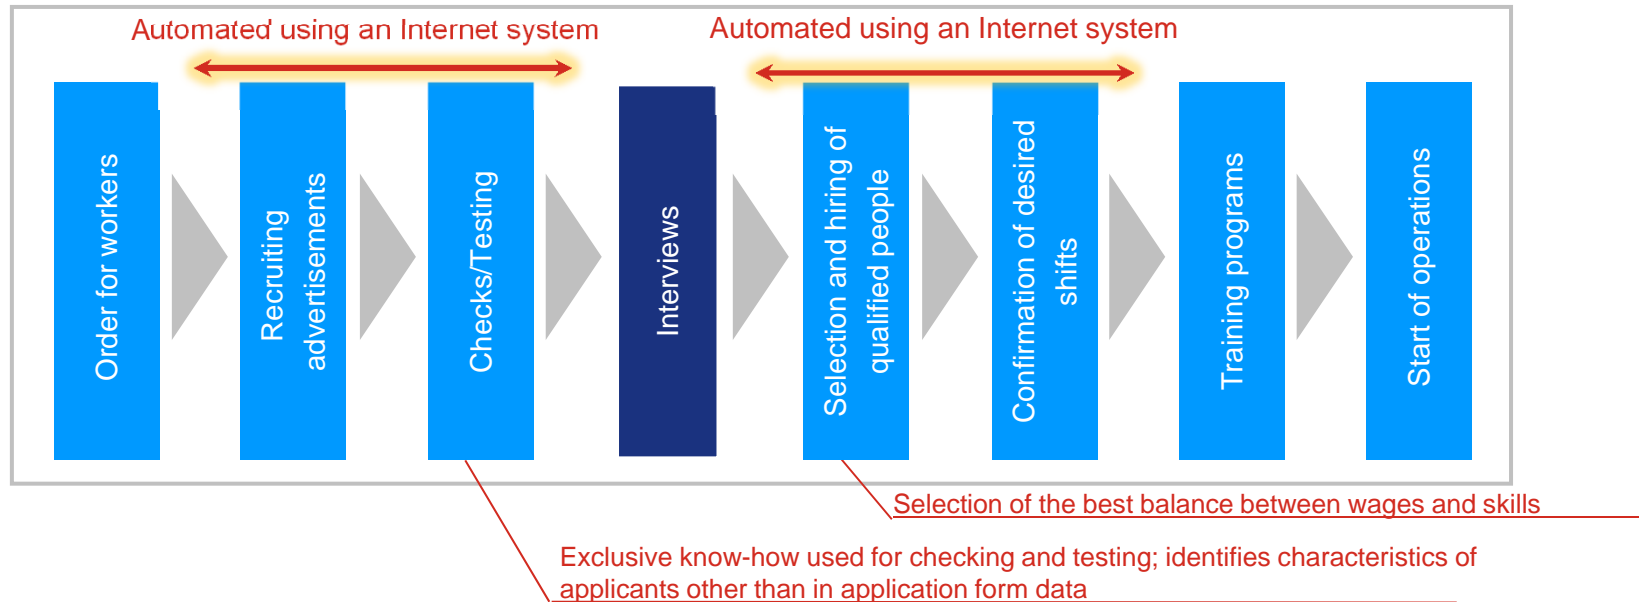 Automated using an Internet system
Automated using an Internet system
Order for workers
Recruiting
advertisements
Checks/Testing
Interviews
Selection and hiring of
qualified people
Confirmation of desired
shifts
Training programs
Start of operations
Selection of the best balance between wages and skills
Exclusive know-how used for checking and testing; identifies characteristics of
applicants other than in application form data